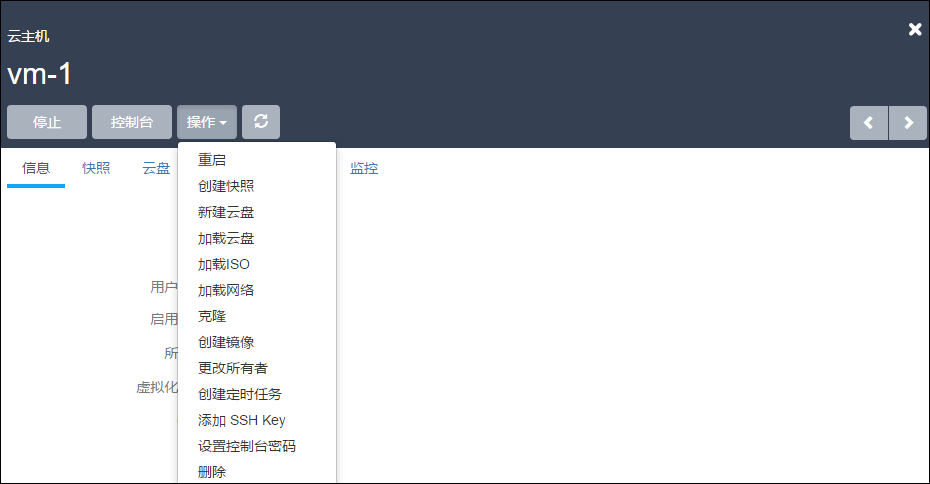 云主机
vm-1
停止 控制台 操作
信息 快照 云盘 监控
重启
创建快照
新建云盘
加载云盘
加载ISO
加载网络
克隆
创建镜像
更改所有者
创建定时任务
添加 SSH Key
设置控制台密码
删除
用户
启用
所
虚拟化